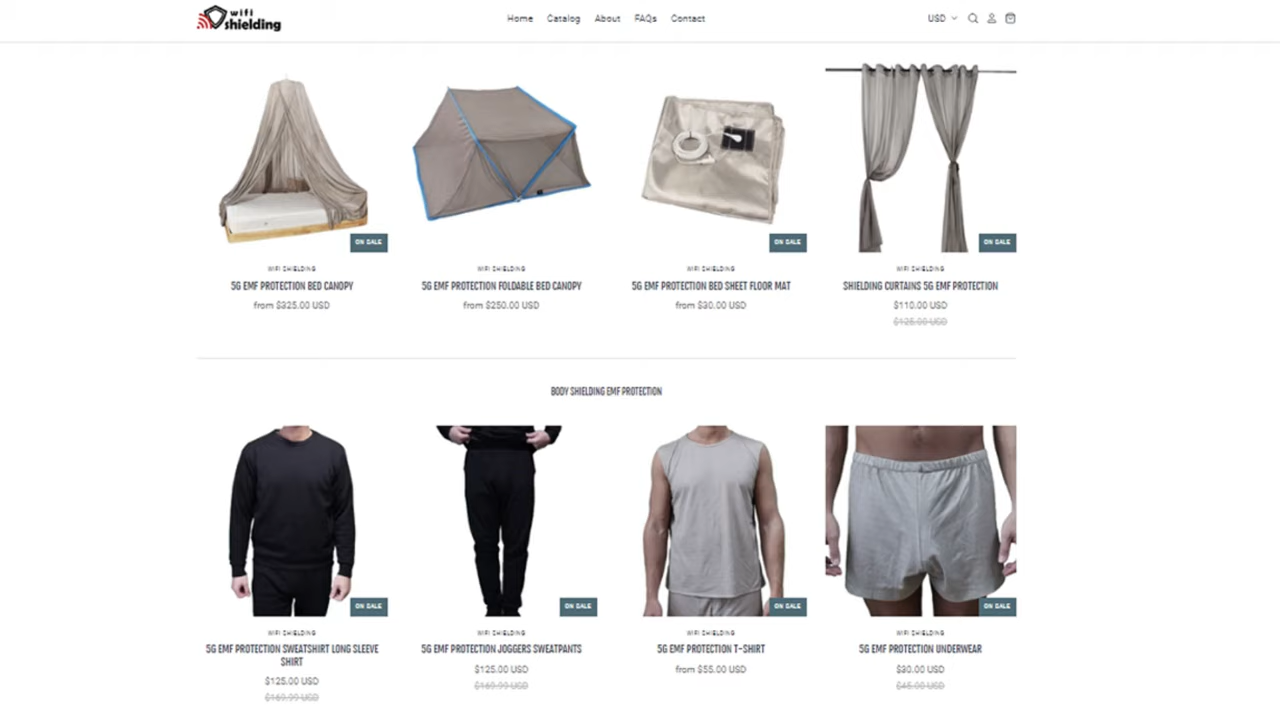 wifi
shielding
Home Catalog About FAQs Contact
USD
ON SALE
ON SALE
ON SALE
WIFI SHIELDING
WIFI SHIELDING
WIFI SHIELDING
WIFI SHIELDING
5G EMF PROTECTION BED CANOPY
5G EMF PROTECTION FOLDABLE BED CANOPY
5G EMF PROTECTION BED SHEET FLOOR MAT
SHIELDING CURTAINS 5G EMF PROTECTION
from $325.00 USD
from $250.00 USD
from $30.00 USD
$110.00 USD
$125.00 USD
BODY SHIELDING EMF PROTECTION
ON SALE
ON SALE
ON SALE
ON SALE
WIFI SHIELDING
WIFI SHIELDING
WIFI SHIELDING
WIFI SHIELDING
5G EMF PROTECTION SWEATSHIRT LONG SLEEVE
SHIRT
5G EMF PROTECTION JOGGERS SWEATPANTS
5G EMF PROTECTION T-SHIRT
5G EMF PROTECTION UNDERWEAR
$125.00 USD
$169.99 USD
$125.00 USD
$169.99 USD
from $55.00 USD
$30.00 USD
$45.00 USD